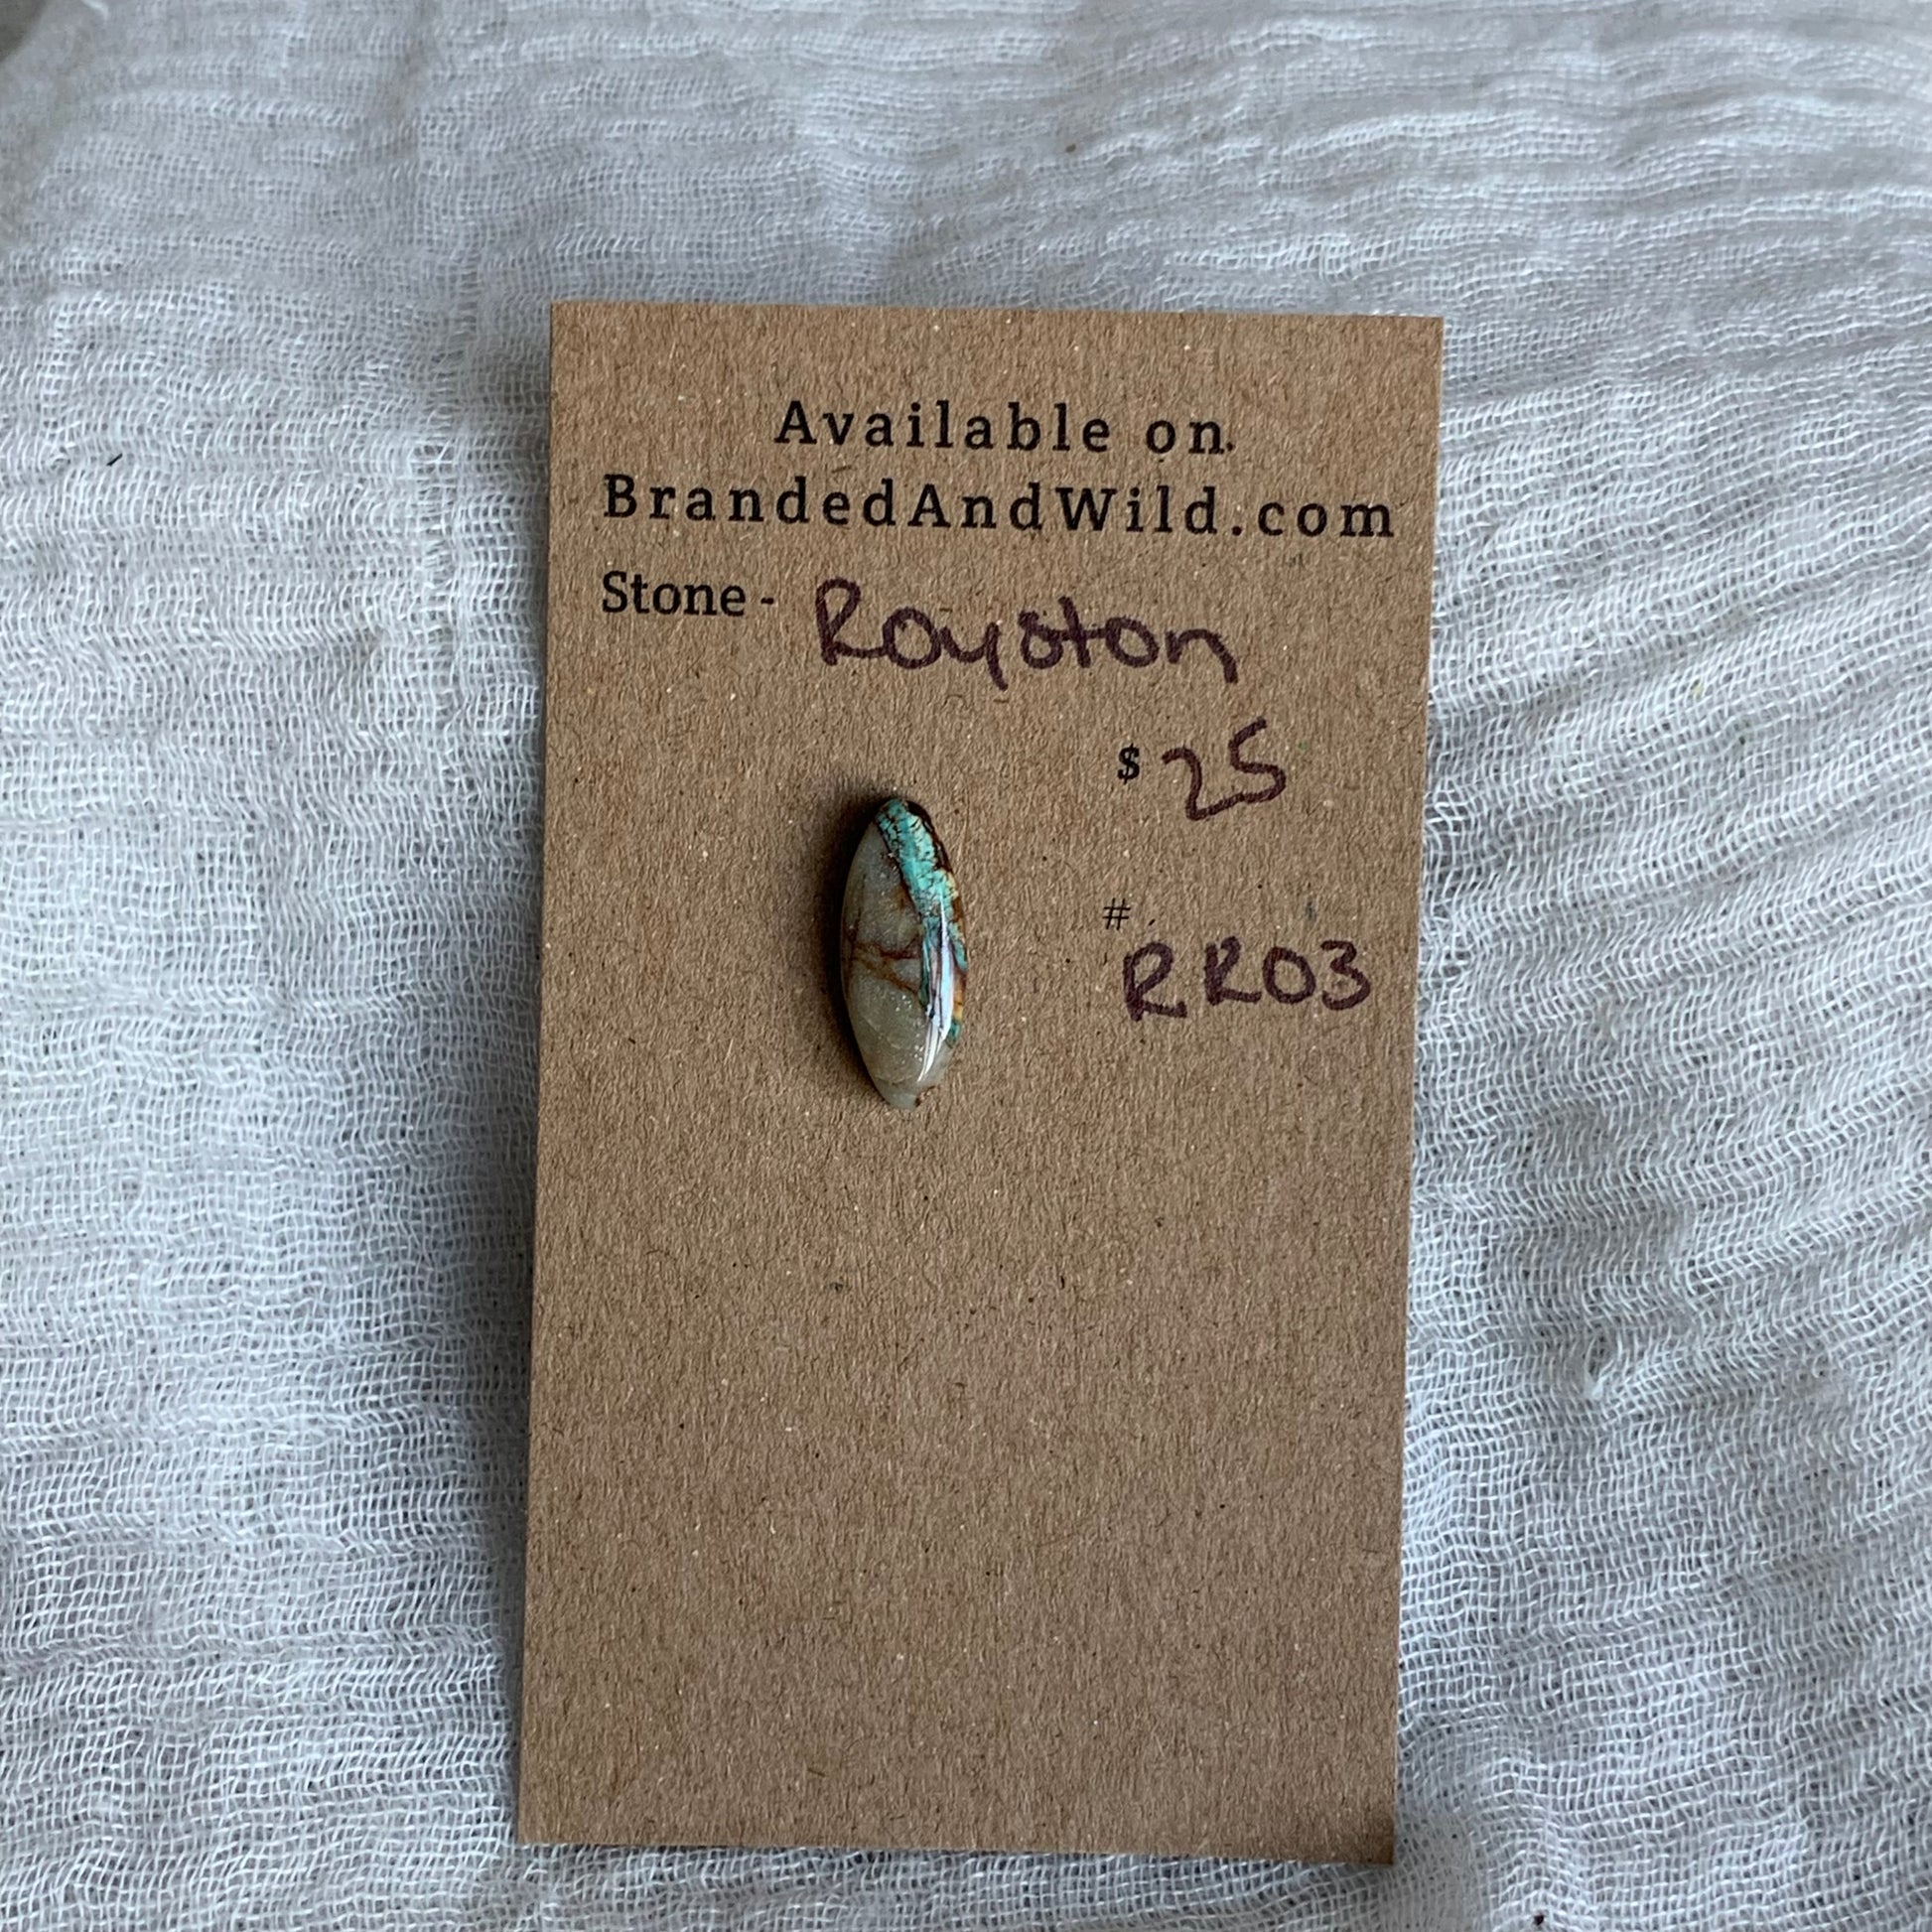 Available on
BrandedAndWild.com
Stone - Royston
$ 25
#
RR03